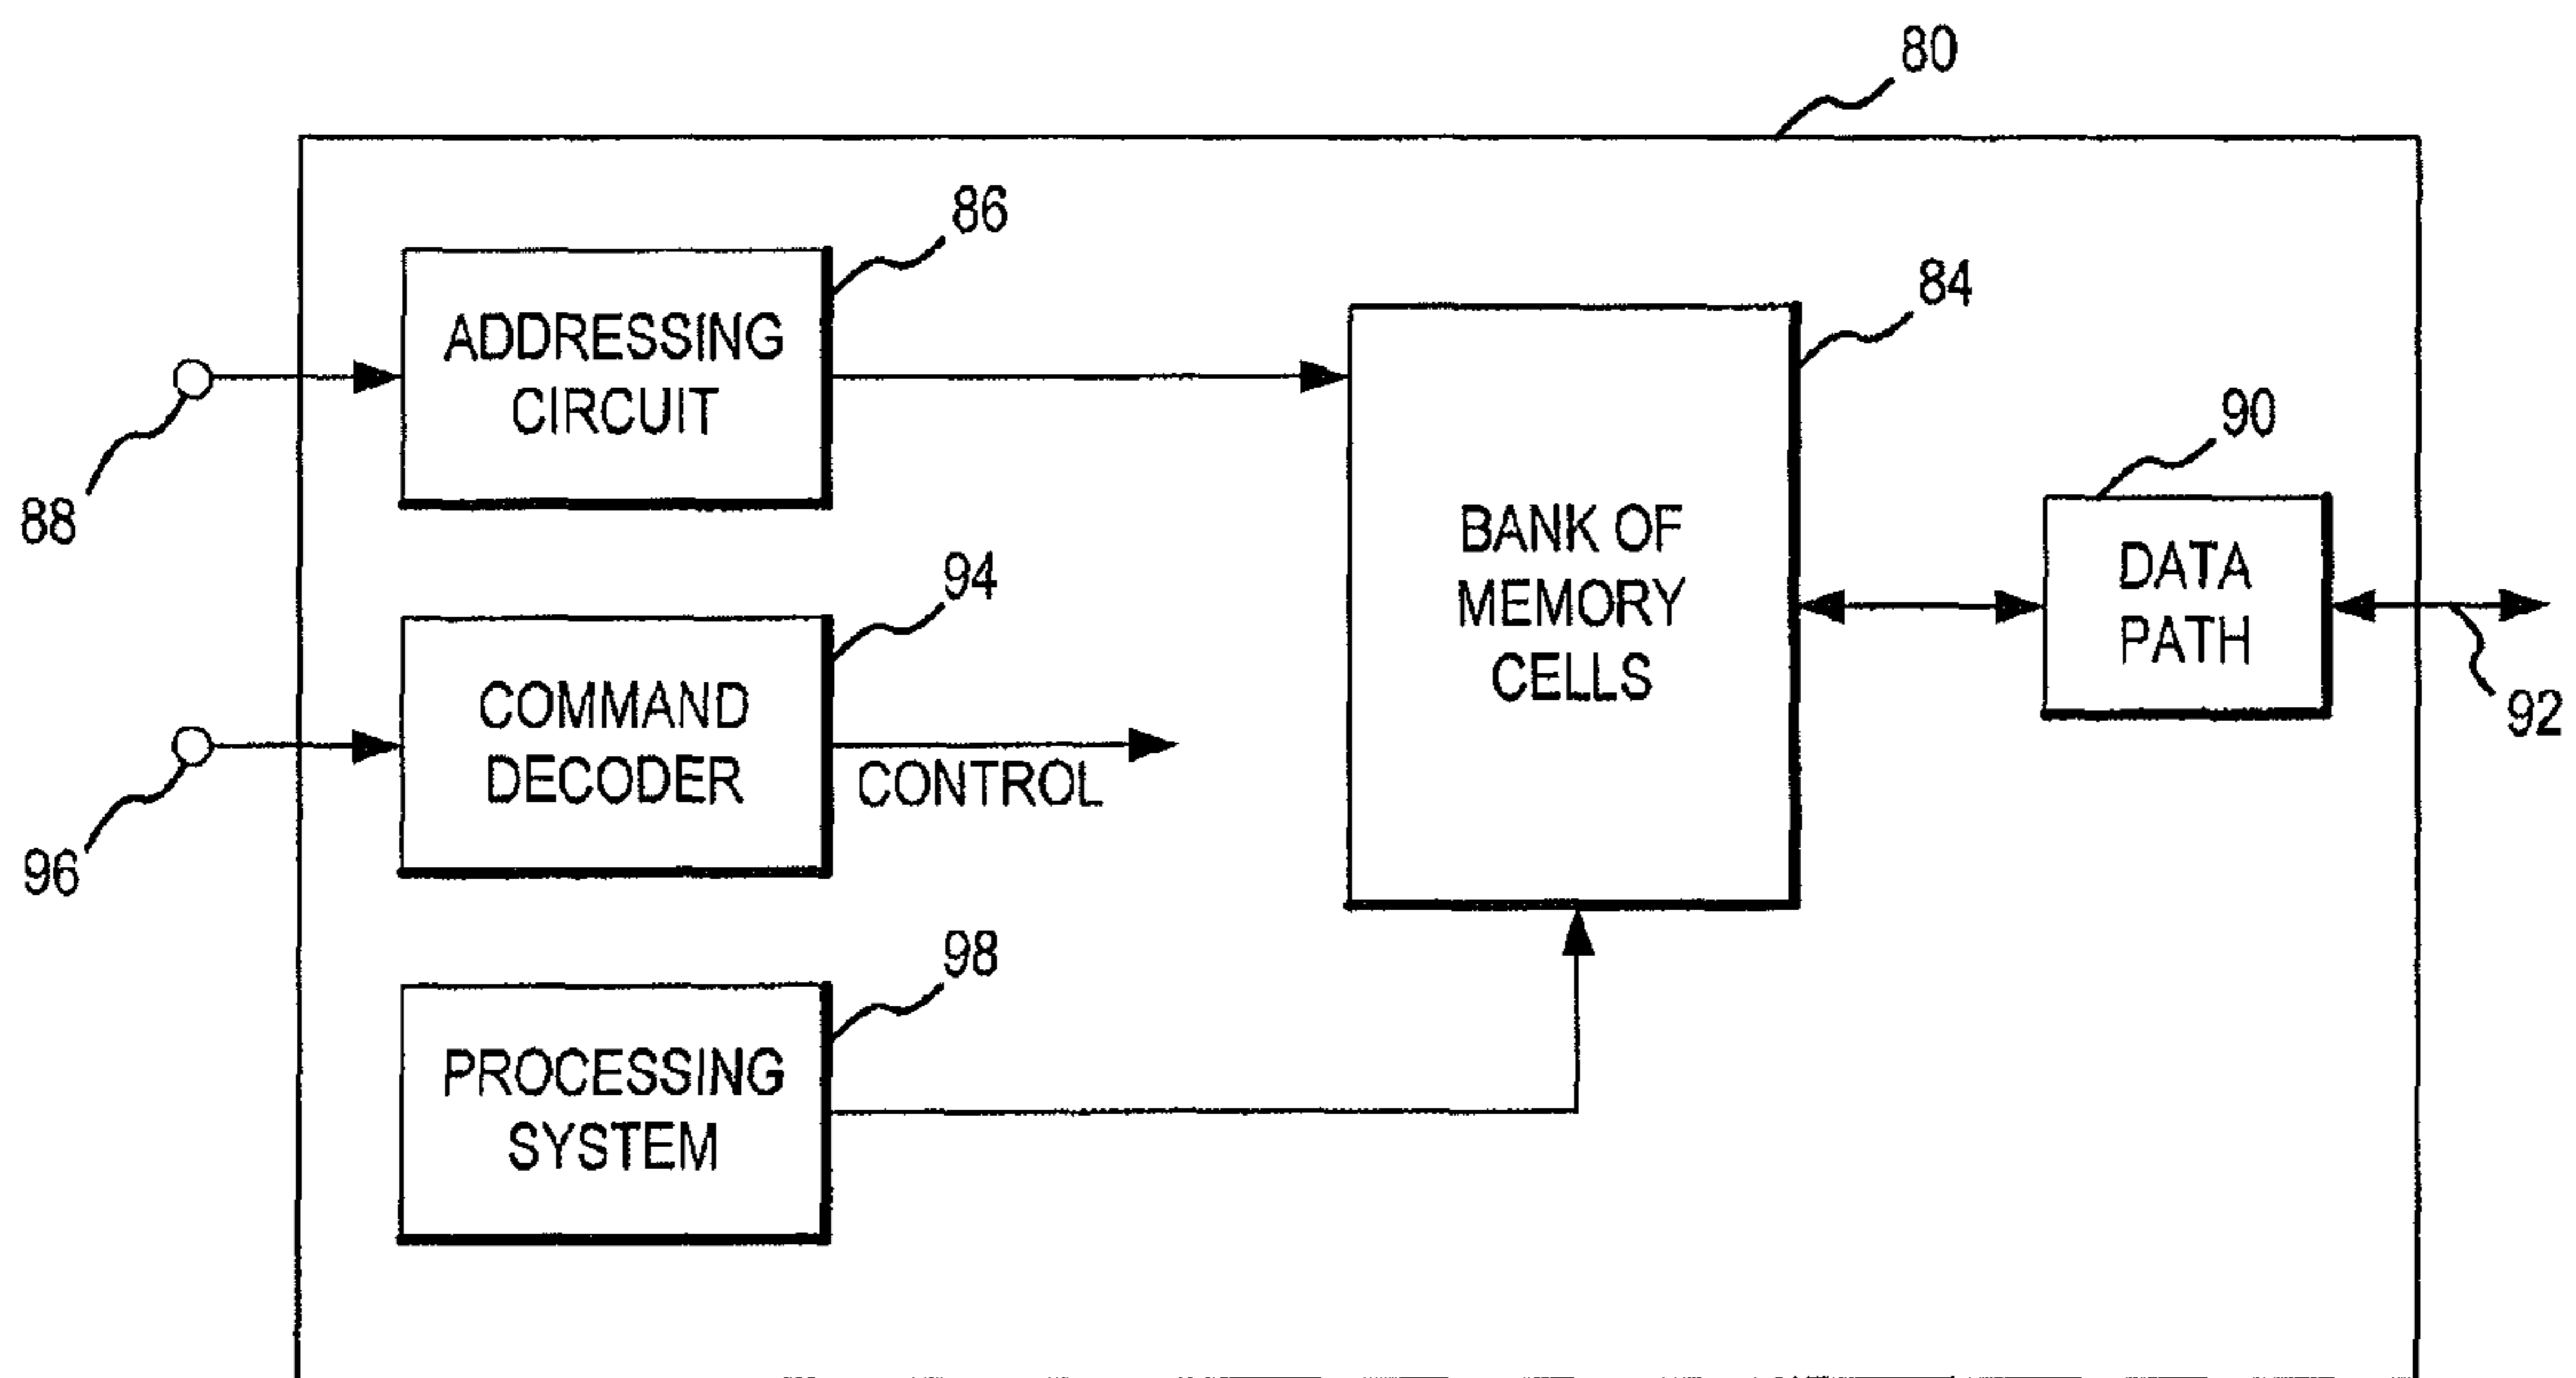 80
86
ADDRESSING
CIRCUIT
88
84
BANK OF
MEMORY
CELLS
90
DATA
PATH
92
94
COMMAND
DECODER
CONTROL
96
98
PROCESSING
SYSTEM